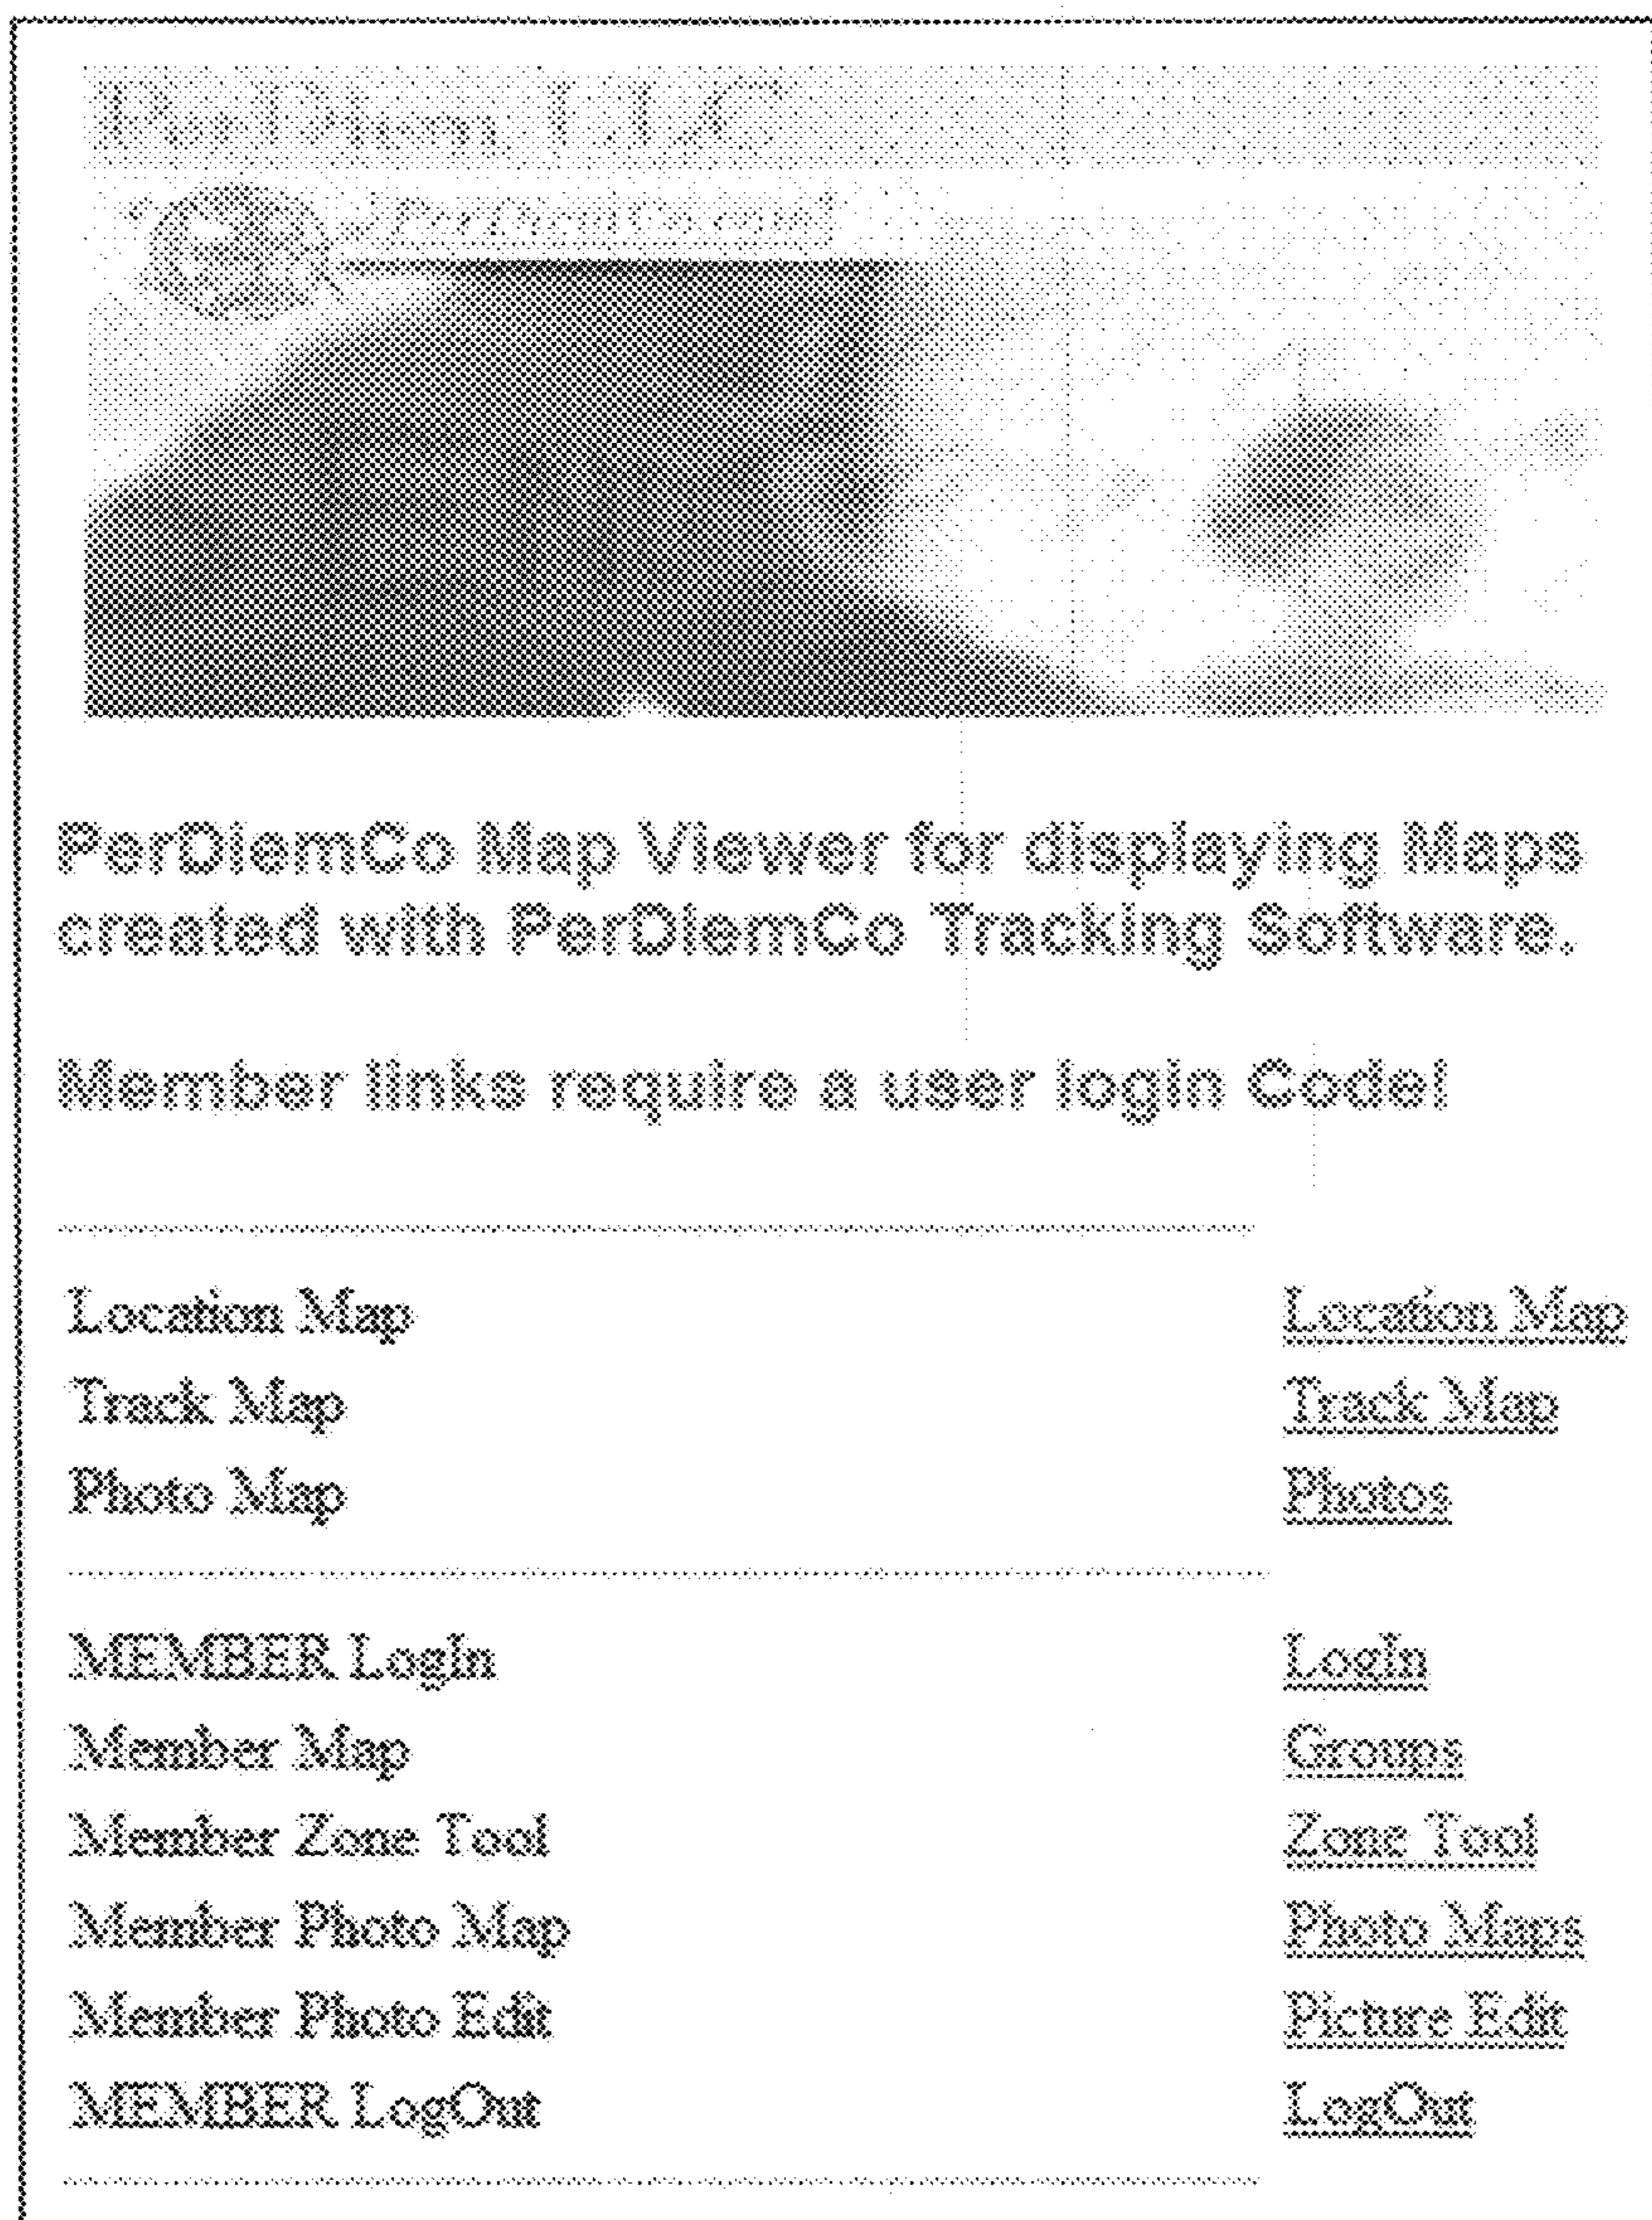 PerDiem LLC
PerDiemCo Map Viewer for displaying Maps
created with PerDiemCo Tracking Software.
Member links require a user login Code!
Location Map Location Map
Track Map Track Map
Photo Map Photos
MEMBER LogIn LogIn
Member Map Groups
Member Zone Tool Zone Tool
Member Photo Map Photo Maps
Member Photo Edit Picture Edit
MEMBER LogOut LogOut